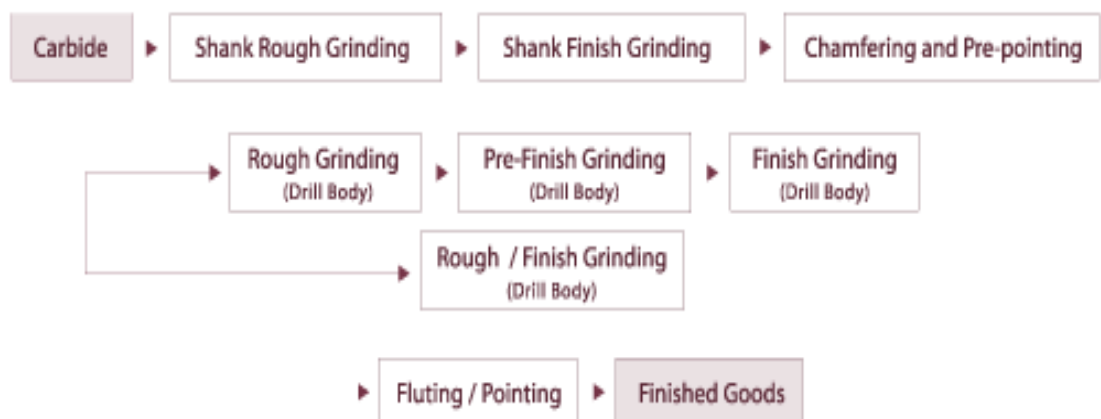 Carbide
Shank Rough Grinding
Shank Finish Grinding
Chamfering and Pre-pointing
Rough Grinding
(Drill Body)
Pre-Finish Grinding
(Drill Body)
Finish Grinding
(Drill Body)
Rough / Finish Grinding
(Drill Body)
Fluting / Pointing
Finished Goods